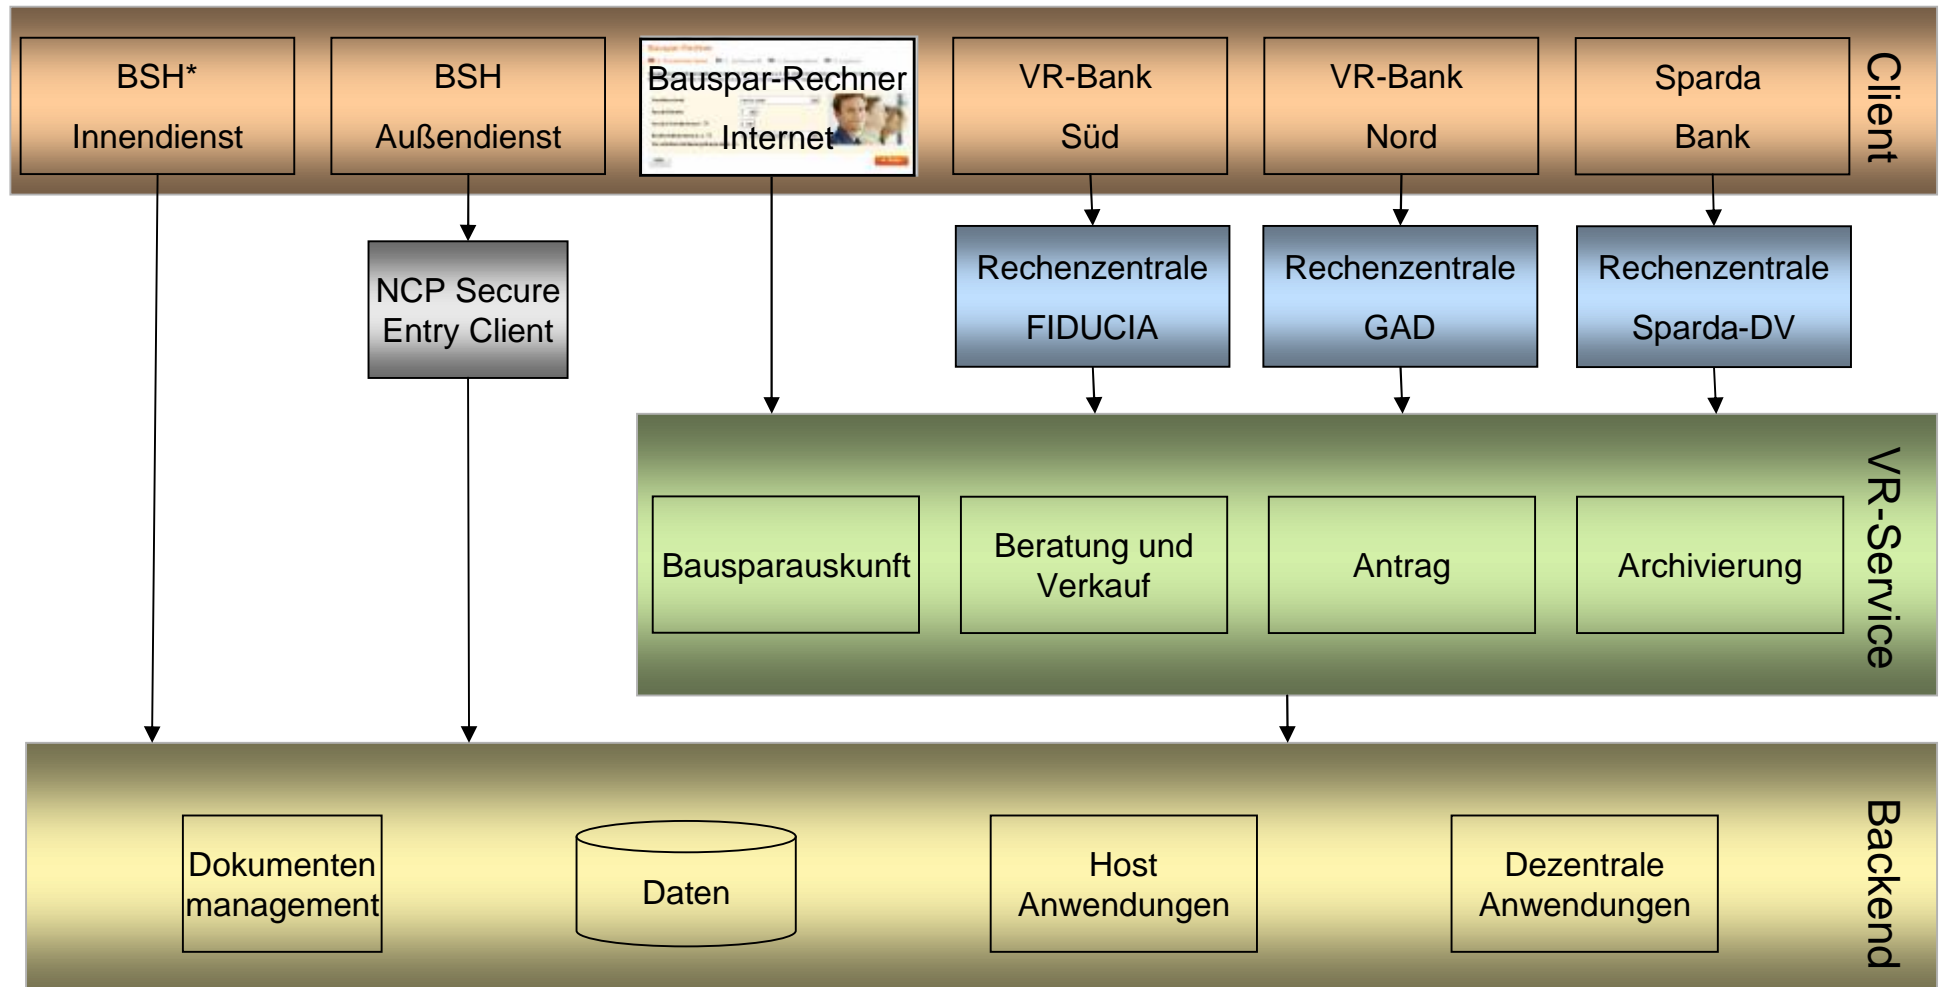 BSH*
Innendienst
BSH
Außendienst
Bauspar-Rechner
Internet
VR-Bank
Süd
VR-Bank
Nord
Sparda
Bank
Client
NCP Secure
Entry Client
Rechenzentrale
FIDUCIA
Rechenzentrale
GAD
Rechenzentrale
Sparda-DV
Bausparauskunft
Beratung und
Verkauf
Antrag
Archivierung
VR-Service
Dokumenten
management
Daten
Host
Anwendungen
Dezentrale
Anwendungen
Backend